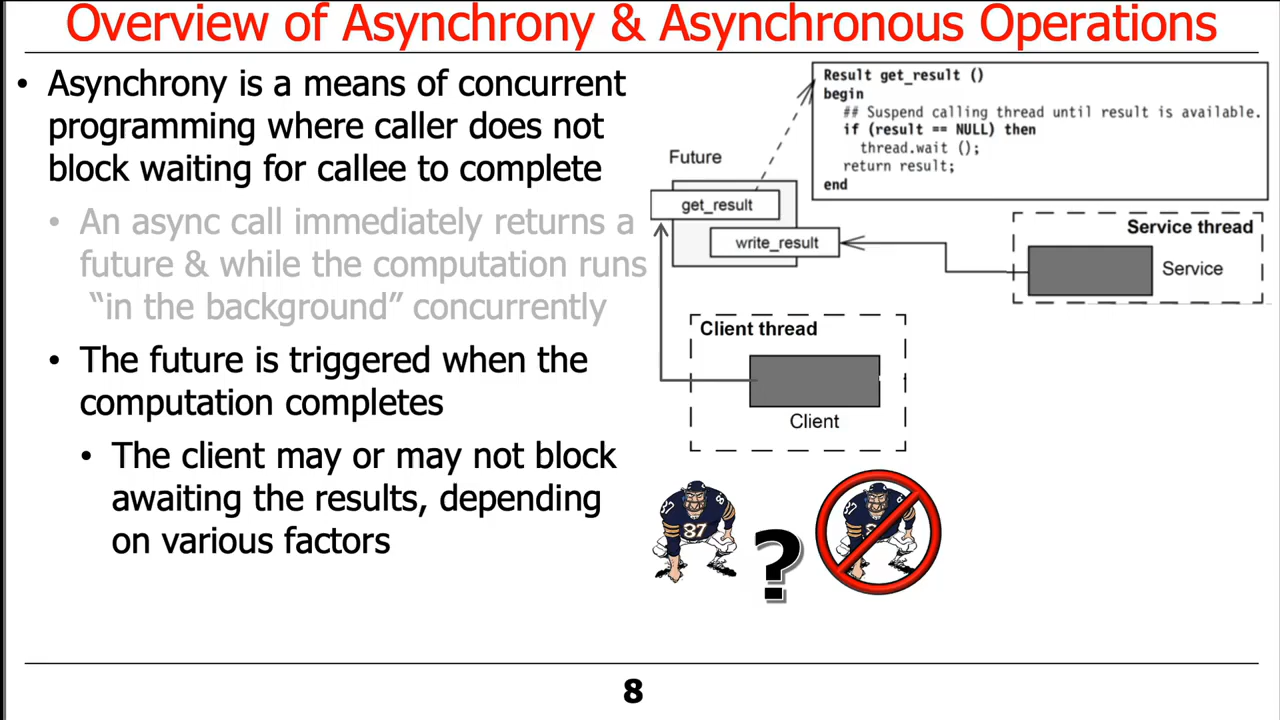 Overview of Asynchrony & Asynchronous Operations
• Asynchrony is a means of concurrent
programming where caller does not
block waiting for callee to complete
• An async call immediately returns a
future & while the computation runs
“in the background” concurrently
• The future is triggered when the
computation completes
• The client may or may not block
awaiting the results, depending
on various factors
Result get_result ()
begin
## Suspend calling thread until result is available.
if (result == NULL) then
thread.wait ();
return result;
end
Future
get_result
write_result
Service thread
Service
Client thread
Client
87
?
8